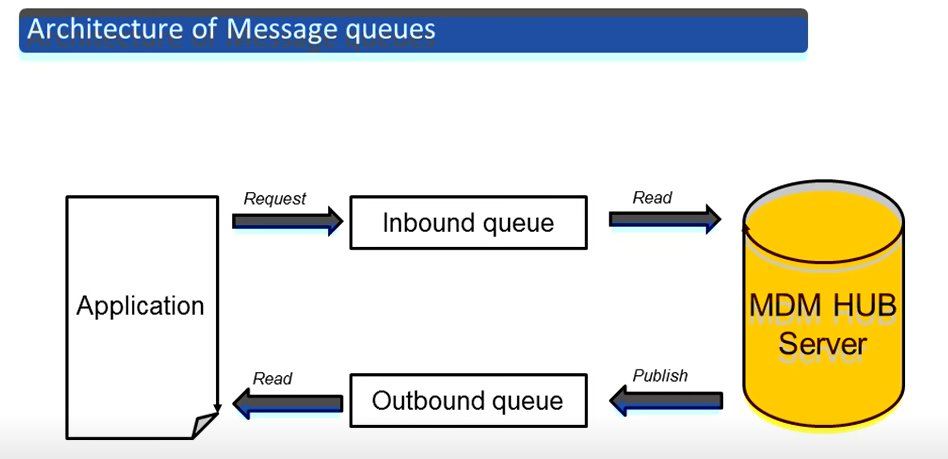 Architecture of Message queues
Request
Read
Inbound queue
Application
MDM HUB
Server
Read
Publish
Outbound queue